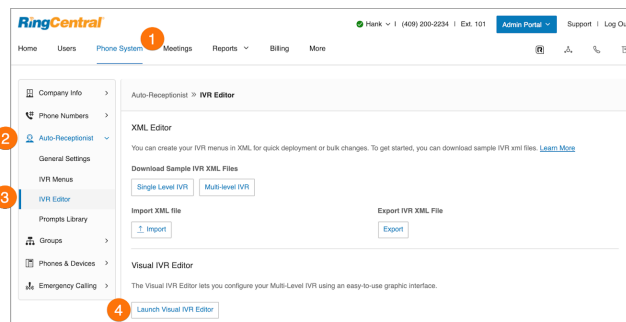 RingCentral
Hank | (409) 200-2234 | Ext. 101 Admin Portal Support | Log Ou
Home Users Phone System Meetings Reports Billing More
1
Company Info
Auto-Receptionist » IVR Editor
Phone Numbers
2 Auto-Receptionist
XML Editor
You can create your IVR menus in XML for quick deployment or bulk changes. To get started, you can download sample IVR xml files. Learn More
General Settings
Download Sample IVR XML Files
IVR Menus
Single Level IVR Multi-level IVR
3 IVR Editor
Import XML file Export IVR XML File
Prompts Library
Import Export
Groups
Phones & Devices
Visual IVR Editor
Emergency Calling
The Visual IVR Editor lets you configure your Multi-Level IVR using an easy-to-use graphic interface.
4 Launch Visual IVR Editor